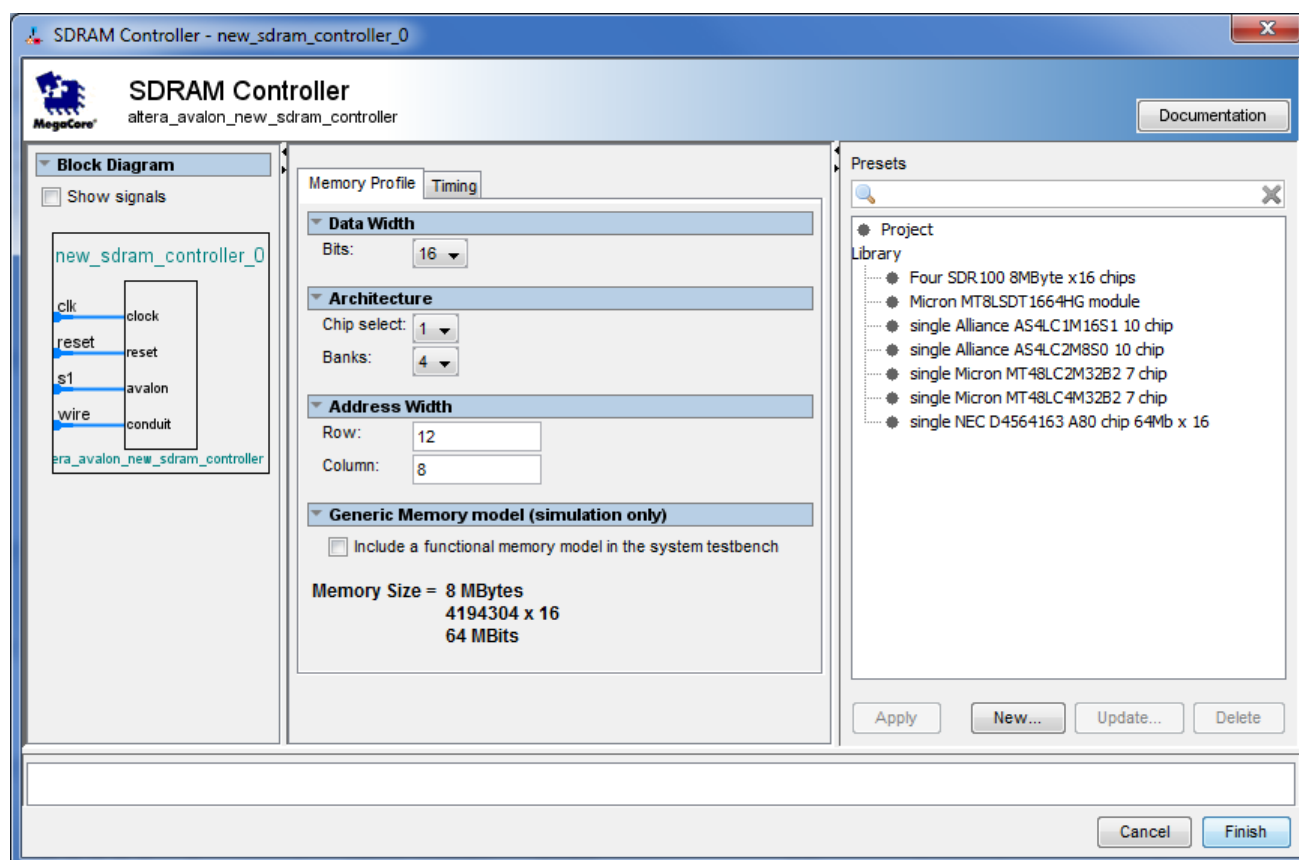 SDRAM Controller - new_sdram_controller_0
SDRAM Controller
altera_avalon_new_sdram_controller
MegaCore®
Documentation
Block Diagram
Show signals
new_sdram_controller_0
clk
clock
reset
reset
s1
avalon
wire
conduit
era_avalon_new_sdram_controller
Memory Profile
Timing
Data Width
Bits: 16
Architecture
Chip select: 1
Banks: 4
Address Width
Row: 12
Column: 8
Generic Memory model (simulation only)
Include a functional memory model in the system testbench
Memory Size = 8 MBytes
4194304 x 16
64 MBits
Presets
Project
Library
Four SDR100 8MByte x16 chips
Micron MT8LSDT1664HG module
single Alliance AS4LC1M16S1 10 chip
single Alliance AS4LC2M8S0 10 chip
single Micron MT48LC2M32B2 7 chip
single Micron MT48LC4M32B2 7 chip
single NEC D4564163 A80 chip 64Mb x 16
Apply
New...
Update...
Delete
Cancel
Finish